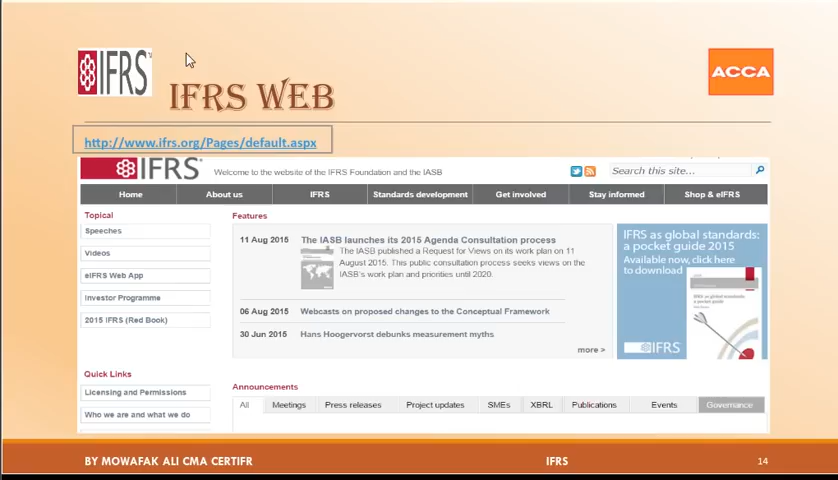 IFRS
IFRS WEB
ACCA
http://www.ifrs.org/Pages/default.aspx
IFRS
Welcome to the website of the IFRS Foundation and the IASB
Search this site...
Home
About us
IFRS
Standards development
Get involved
Stay informed
Shop & eIFRS
Topical
Speeches
Videos
eIFRS Web App
Investor Programme
2015 IFRS (Red Book)
Quick Links
Licensing and Permissions
Who we are and what we do
Features
11 Aug 2015 The IASB launches its 2015 Agenda Consultation process
The IASB published a Request for Views on its work plan on 11
August 2015. This public consultation process seeks views on the
IASB's work plan and priorities until 2020.
06 Aug 2015 Webcasts on proposed changes to the Conceptual Framework
30 Jun 2015 Hans Hoogervorst debunks measurement myths
more >
IFRS as global standards:
a pocket guide 2015
Available now, click here
to download
IFRS
Announcements
All
Meetings
Press releases
Project updates
SMEs
XBRL
Publications
Events
Governance
BY MOWAFAK ALI CMA CERTIFR
IFRS
14